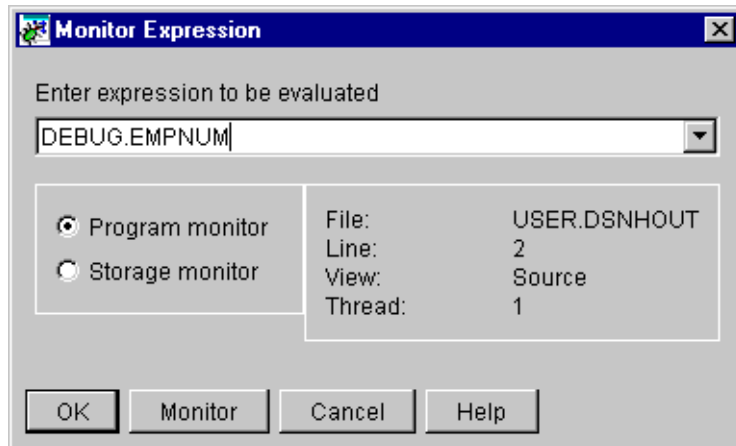 Monitor Expression
Enter expression to be evaluated
DEBUG.EMPNUM
Program monitor
Storage monitor
File: USER.DSNHOUT
Line: 2
View: Source
Thread: 1
OK Monitor Cancel Help